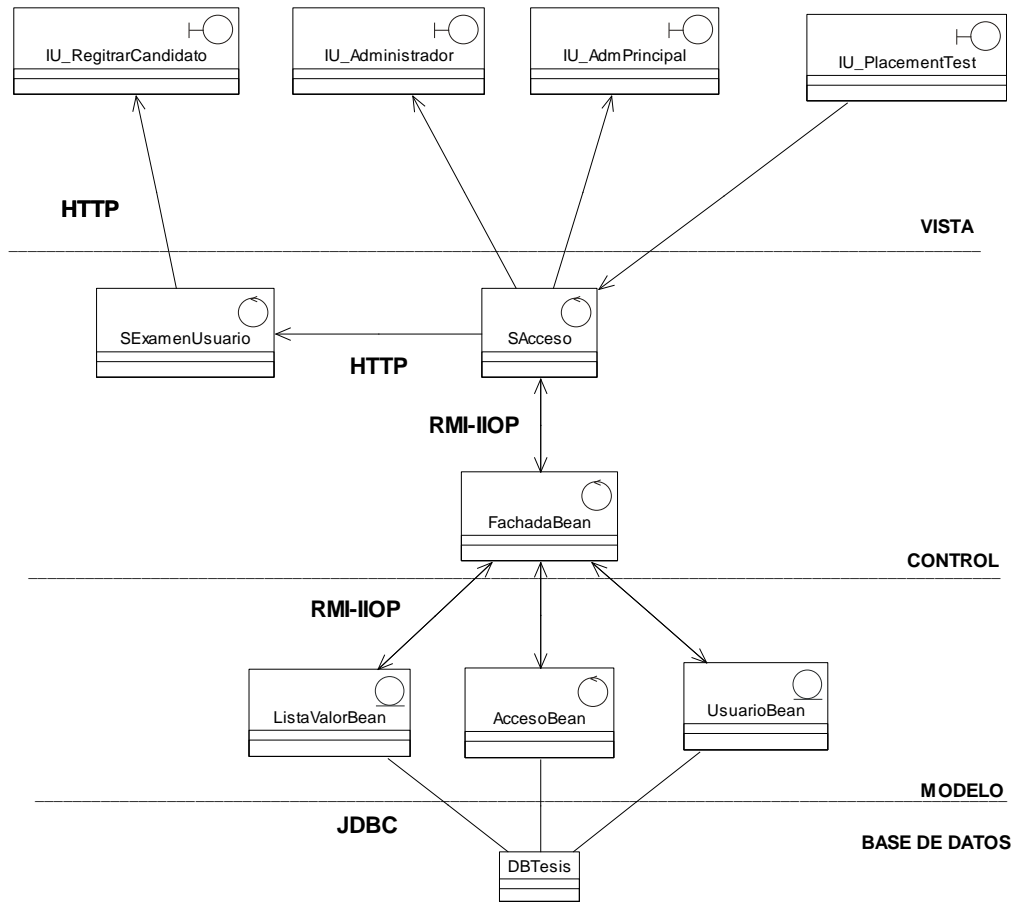 IU_RegitrarCandidato
IU_Administrador
IU_AdmPrincipal
IU_PlacementTest
HTTP
VISTA
SExamenUsuario
SAcceso
HTTP
RMI-IIOP
FachadaBean
CONTROL
RMI-IIOP
ListaValorBean
AccesoBean
UsuarioBean
MODELO
JDBC
BASE DE DATOS
DBTesis